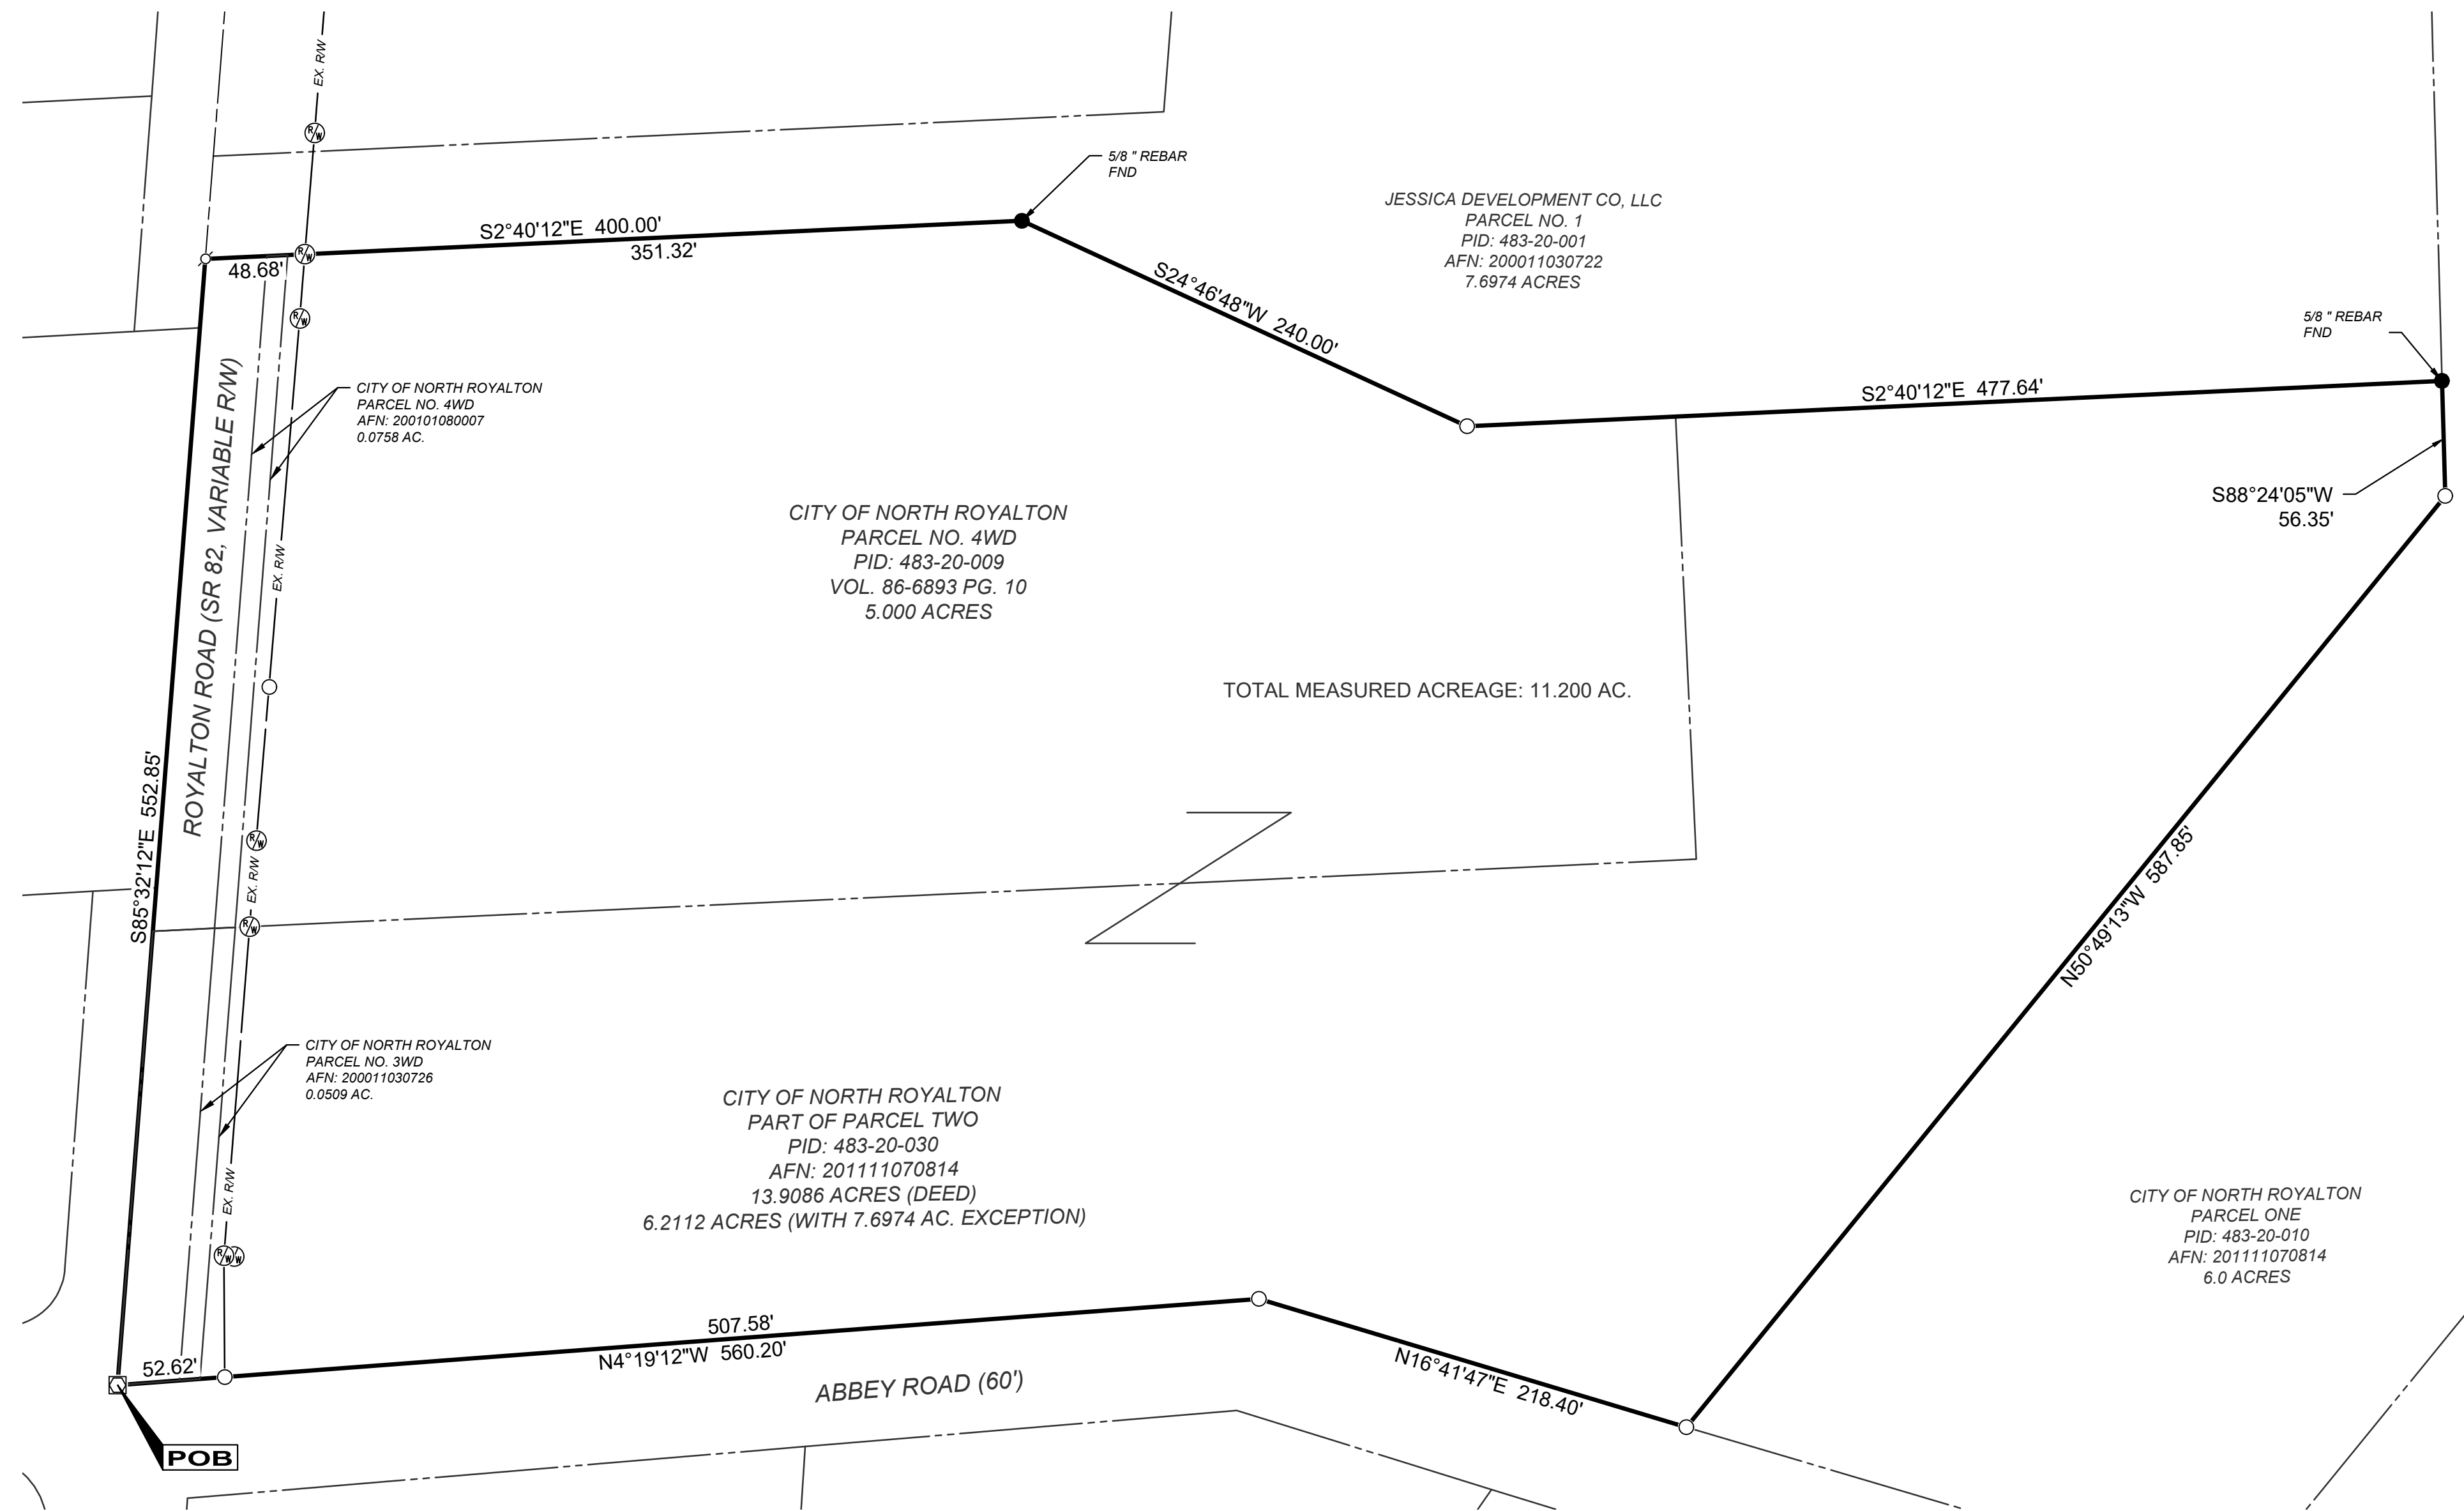 EX. R/W
R/W
5/8 " REBAR
FND
JESSICA DEVELOPMENT CO, LLC
PARCEL NO. 1
PID: 483-20-001
AFN: 200011030722
7.6974 ACRES
S2°40'12"E 400.00'
351.32'
R/W
48.68'
R/W
S24°46'48"W 240.00'
5/8 " REBAR
FND
S2°40'12"E 477.64'
CITY OF NORTH ROYALTON
PARCEL NO. 4WD
AFN: 200101080007
0.0758 AC.
ROYALTON ROAD (SR 82, VARIABLE R/W)
S88°24'05"W
56.35'
CITY OF NORTH ROYALTON
PARCEL NO. 4WD
PID: 483-20-009
VOL. 86-6893 PG. 10
5.000 ACRES
EX. R/W
TOTAL MEASURED ACREAGE: 11.200 AC.
S85°32'12"E 552.85'
R/W
EX. R/W
R/W
N50°49'13"W 587.85'
CITY OF NORTH ROYALTON
PARCEL NO. 3WD
AFN: 200011030726
0.0509 AC.
CITY OF NORTH ROYALTON
PART OF PARCEL TWO
PID: 483-20-030
AFN: 201111070814
13.9086 ACRES (DEED)
6.2112 ACRES (WITH 7.6974 AC. EXCEPTION)
EX. R/W
R/W
W
CITY OF NORTH ROYALTON
PARCEL ONE
PID: 483-20-010
AFN: 201111070814
6.0 ACRES
507.58'
N4°19'12"W 560.20'
52.62'
N16°41'47"E 218.40'
ABBEY ROAD (60')
POB